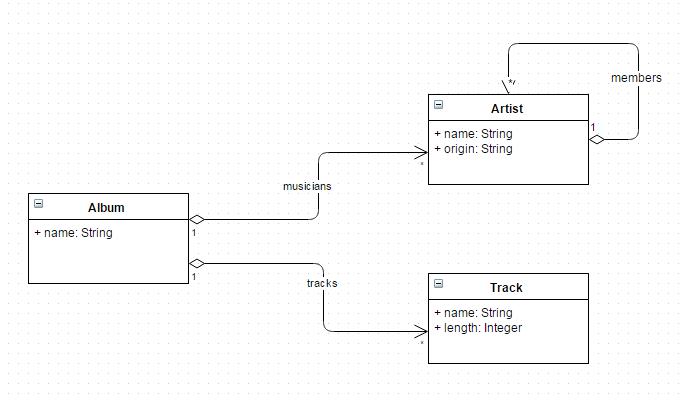 *
members
Artist
+ name: String
+ origin: String
1
*
musicians
Album
+ name: String
1
1
tracks
Track
+ name: String
+ length: Integer
*